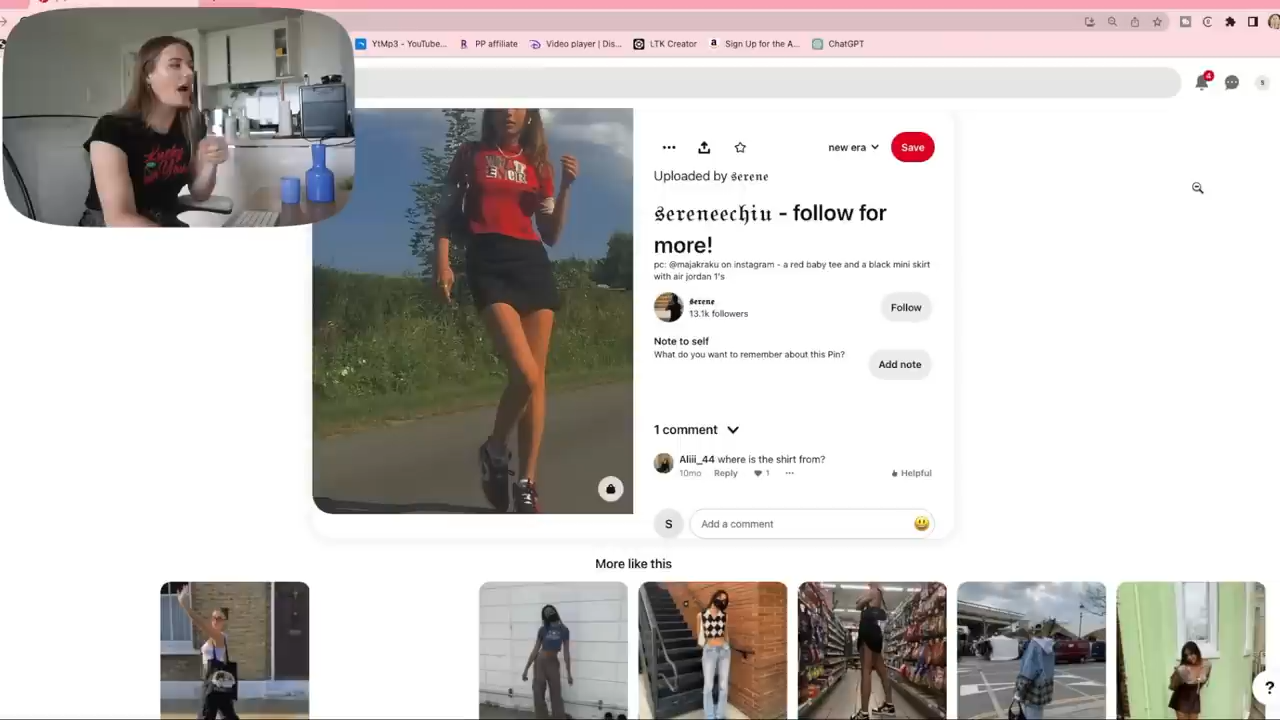 YtMp3 - YouTube...
PP affiliate
Video player | Dis...
LTK Creator
Sign Up for the A...
ChatGPT
4
s
new era
Save
Uploaded by 𝖘𝖊𝖗𝖊𝖓𝖊
𝔰𝔢𝔯𝔢𝔫𝔢𝔢𝔠𝔥𝔦𝔲 - follow for
more!
pc: @majakraku on instagram - a red baby tee and a black mini skirt
with air jordan 1's
𝖘𝖊𝖗𝖊𝖓𝖊
13.1k followers
Follow
Note to self
What do you want to remember about this Pin?
Add note
1 comment
Aliii_44 where is the shirt from?
10mo
Reply
1
Helpful
S
Add a comment
More like this
?